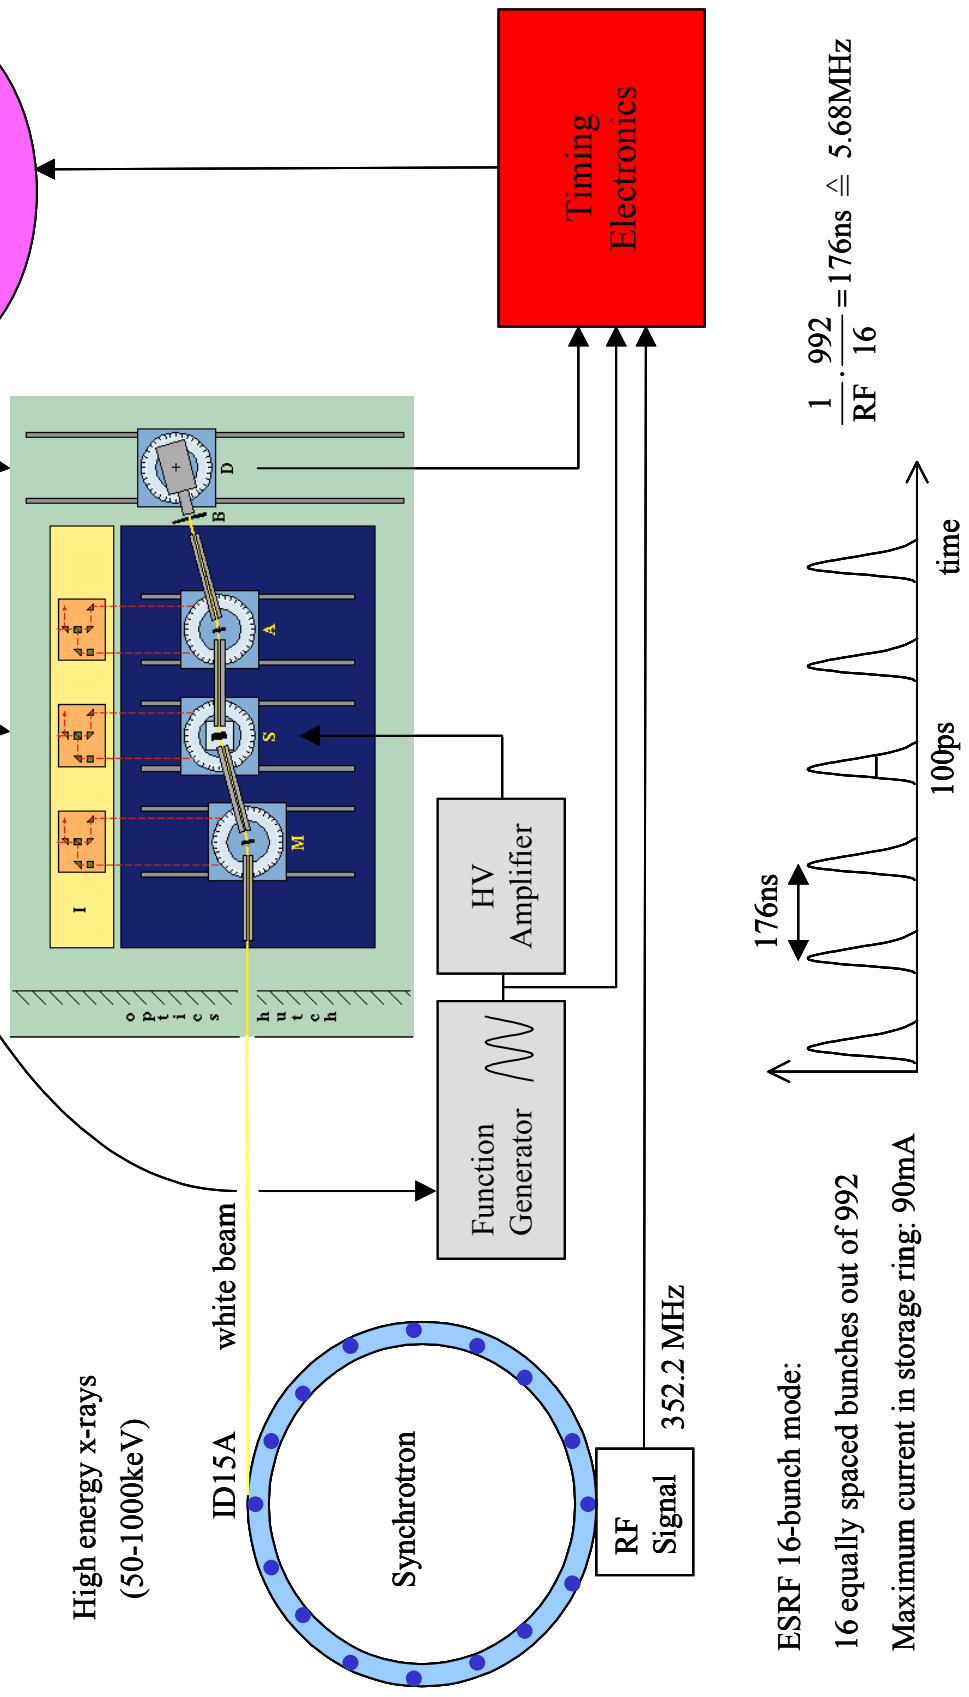 High energy x-rays
(50-1000keV)
ID15A
white beam
Synchrotron
RF
Signal
352.2 MHz
Function
Generator
HV
Amplifier
Timing
Electronics
optics hutch
I
M
S
A
B
D
ESRF 16-bunch mode:
16 equally spaced bunches out of 992
Maximum current in storage ring: 90mA
176ns
100ps
time
1/RF · 992/16 = 176ns ≙ 5.68MHz